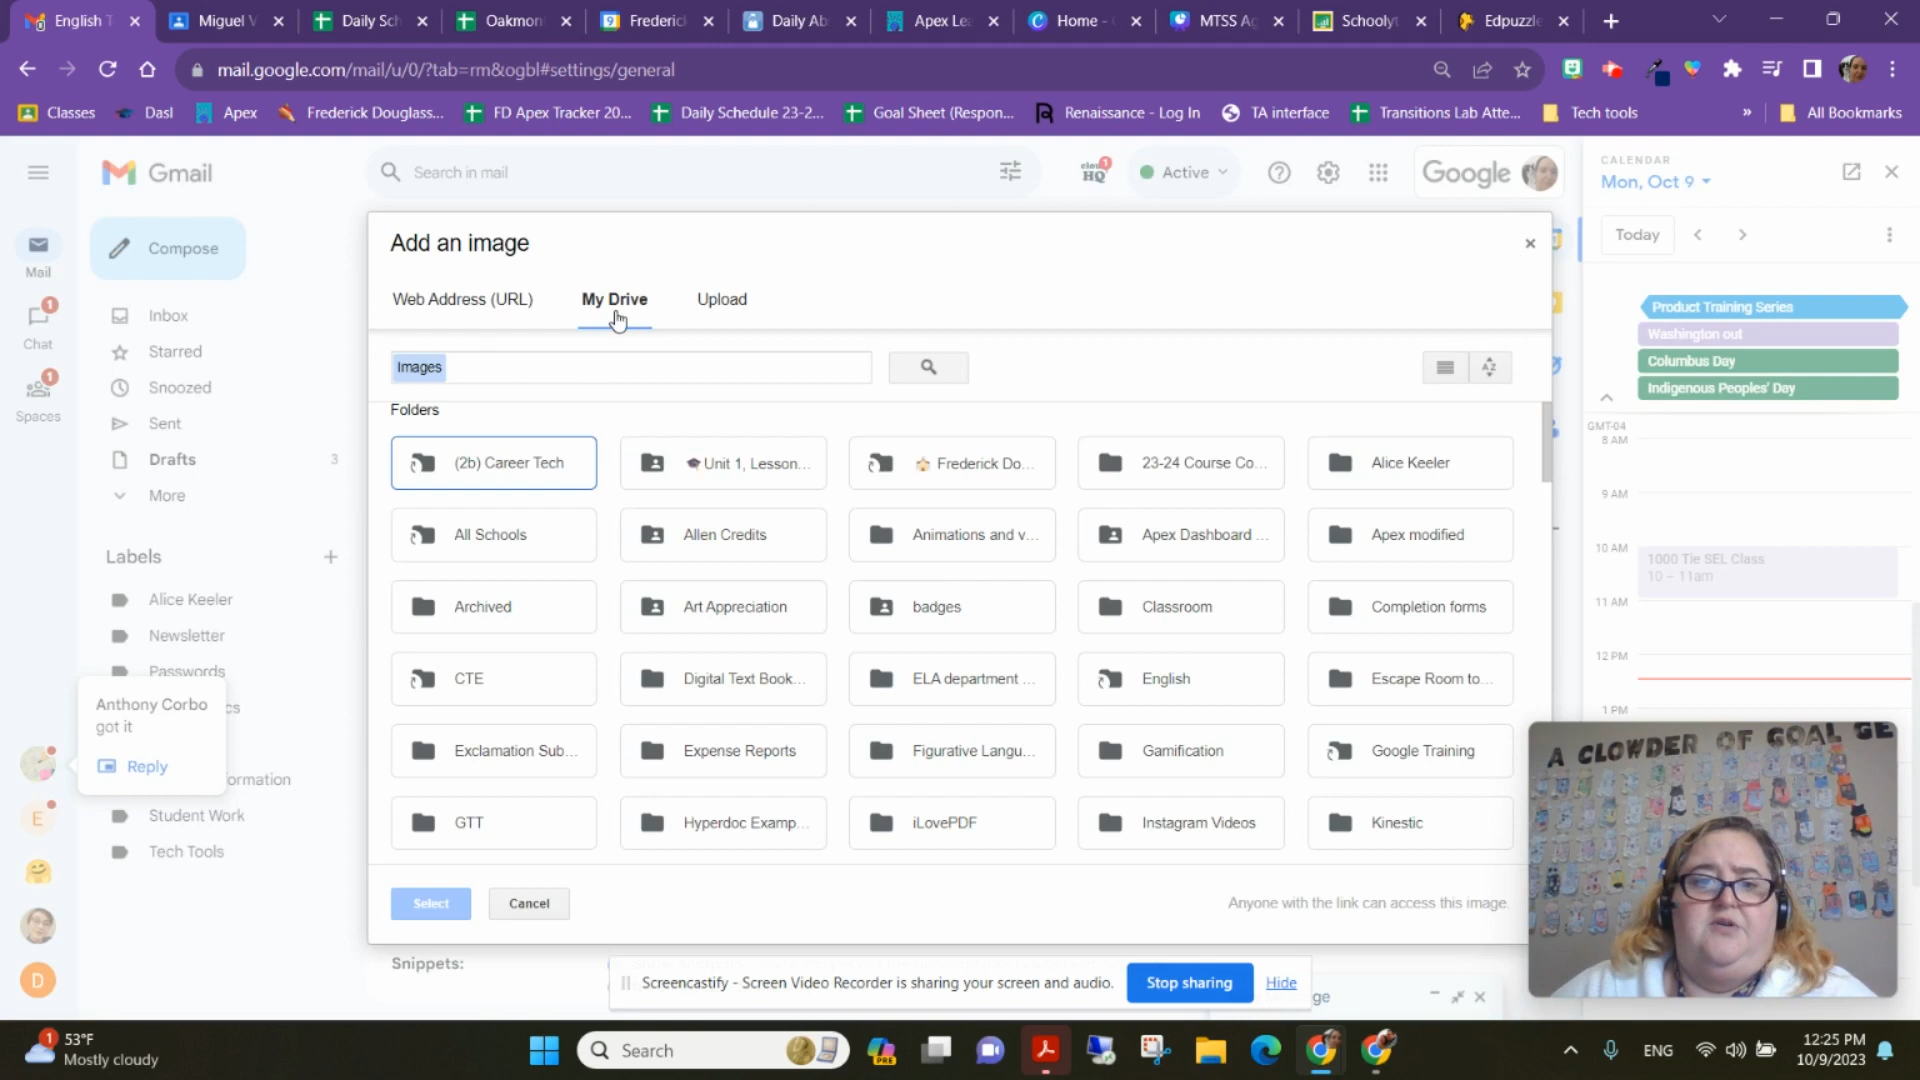 English T
Miguel V
Daily Sch
Oakmon
Frederic
Daily Ab
Apex Le
Home -
MTSS Ag
Schooly
Edpuzzle
mail.google.com/mail/u/0/?tab=rm&ogbl#settings/general
Classes
Dasl
Apex
Frederick Douglass...
FD Apex Tracker 20...
Daily Schedule 23-2...
Goal Sheet (Respon...
Renaissance - Log In
TA interface
Transitions Lab Atte...
Tech tools
»
All Bookmarks
Gmail
Search in mail
cloud
HQ
1
Active
Google
CALENDAR
Mon, Oct 9
Compose
Mail
1
Chat
1
Spaces
Inbox
Starred
Snoozed
Sent
Drafts 3
More
Labels
Alice Keeler
Newsletter
Passwords
cs
ormation
Student Work
Tech Tools
Anthony Corbo
got it
Reply
E
D
Add an image
Web Address (URL)
My Drive
Upload
Images
Folders
(2b) Career Tech
Unit 1, Lesson...
Frederick Do...
23-24 Course Co...
Alice Keeler
All Schools
Allen Credits
Animations and v...
Apex Dashboard ...
Apex modified
Archived
Art Appreciation
badges
Classroom
Completion forms
CTE
Digital Text Book...
ELA department ...
English
Escape Room to...
Exclamation Sub...
Expense Reports
Figurative Langu...
Gamification
Google Training
GTT
Hyperdoc Examp...
iLovePDF
Instagram Videos
Kinestic
Select
Cancel
Anyone with the link can access this image.
Snippets:
Screencastify - Screen Video Recorder is sharing your screen and audio.
Stop sharing
Hide
ge
Today
Product Training Series
Washington out
Columbus Day
Indigenous Peoples' Day
GMT-04
8 AM
9 AM
10 AM
1000 Tie SEL Class
10 – 11am
11 AM
12 PM
1 PM
A CLOWDER OF GOAL GE
1
53°F
Mostly cloudy
Search
PRE
ENG
12:25 PM
10/9/2023